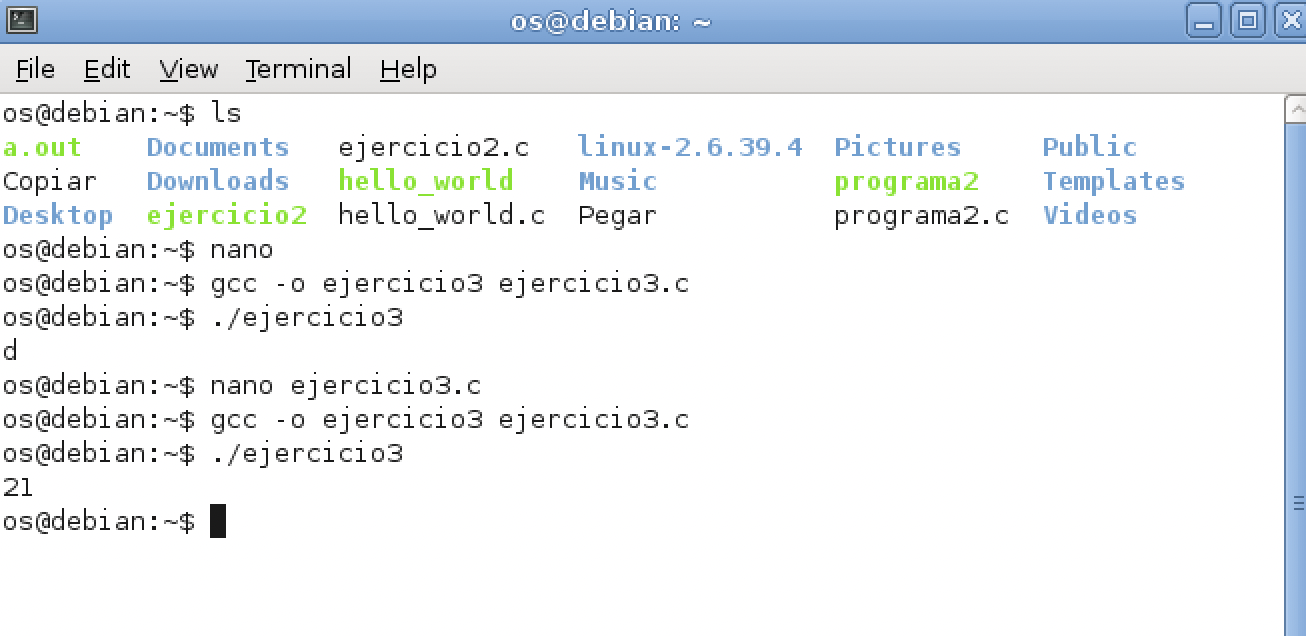 os@debian: ~
File Edit View Terminal Help
os@debian:~$ ls
a.out Documents ejercicio2.c linux-2.6.39.4 Pictures Public
Copiar Downloads hello_world Music programa2 Templates
Desktop ejercicio2 hello_world.c Pegar programa2.c Videos
os@debian:~$ nano
os@debian:~$ gcc -o ejercicio3 ejercicio3.c
os@debian:~$ ./ejercicio3
d
os@debian:~$ nano ejercicio3.c
os@debian:~$ gcc -o ejercicio3 ejercicio3.c
os@debian:~$ ./ejercicio3
21
os@debian:~$